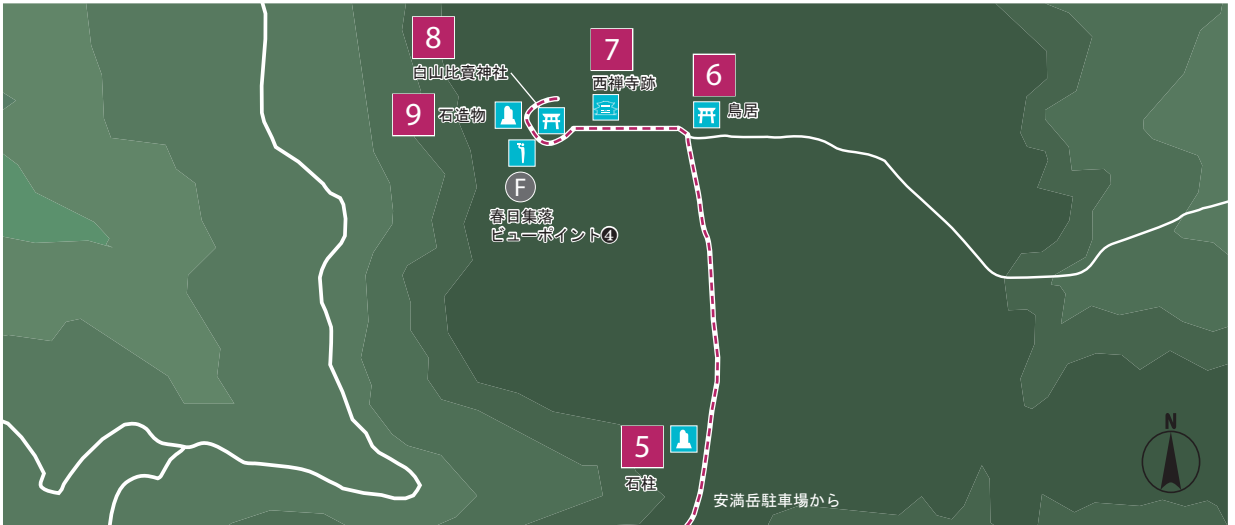 8
白山比賣神社
7
西禅寺跡
6
鳥居
9
石造物
F
春日集落
ビューポイント❹
5
石柱
安満岳駐車場から
N